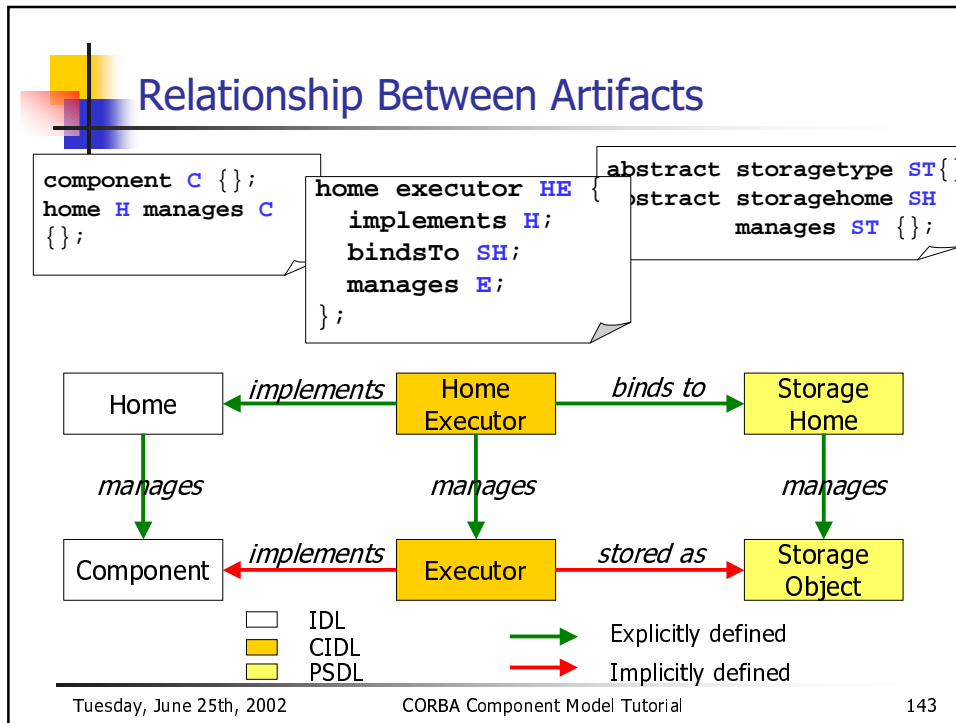 Relationship Between Artifacts
component C {};
home H manages C
{};
home executor HE {
implements H;
bindsTo SH;
manages E;
};
abstract storagetype ST{}
bstract storagehome SH
manages ST {};
Home
implements
Home
Executor
binds to
Storage
Home
manages
manages
manages
Component
implements
Executor
stored as
Storage
Object
IDL
CIDL
PSDL
Explicitly defined
Implicitly defined
Tuesday, June 25th, 2002
CORBA Component Model Tutorial
143